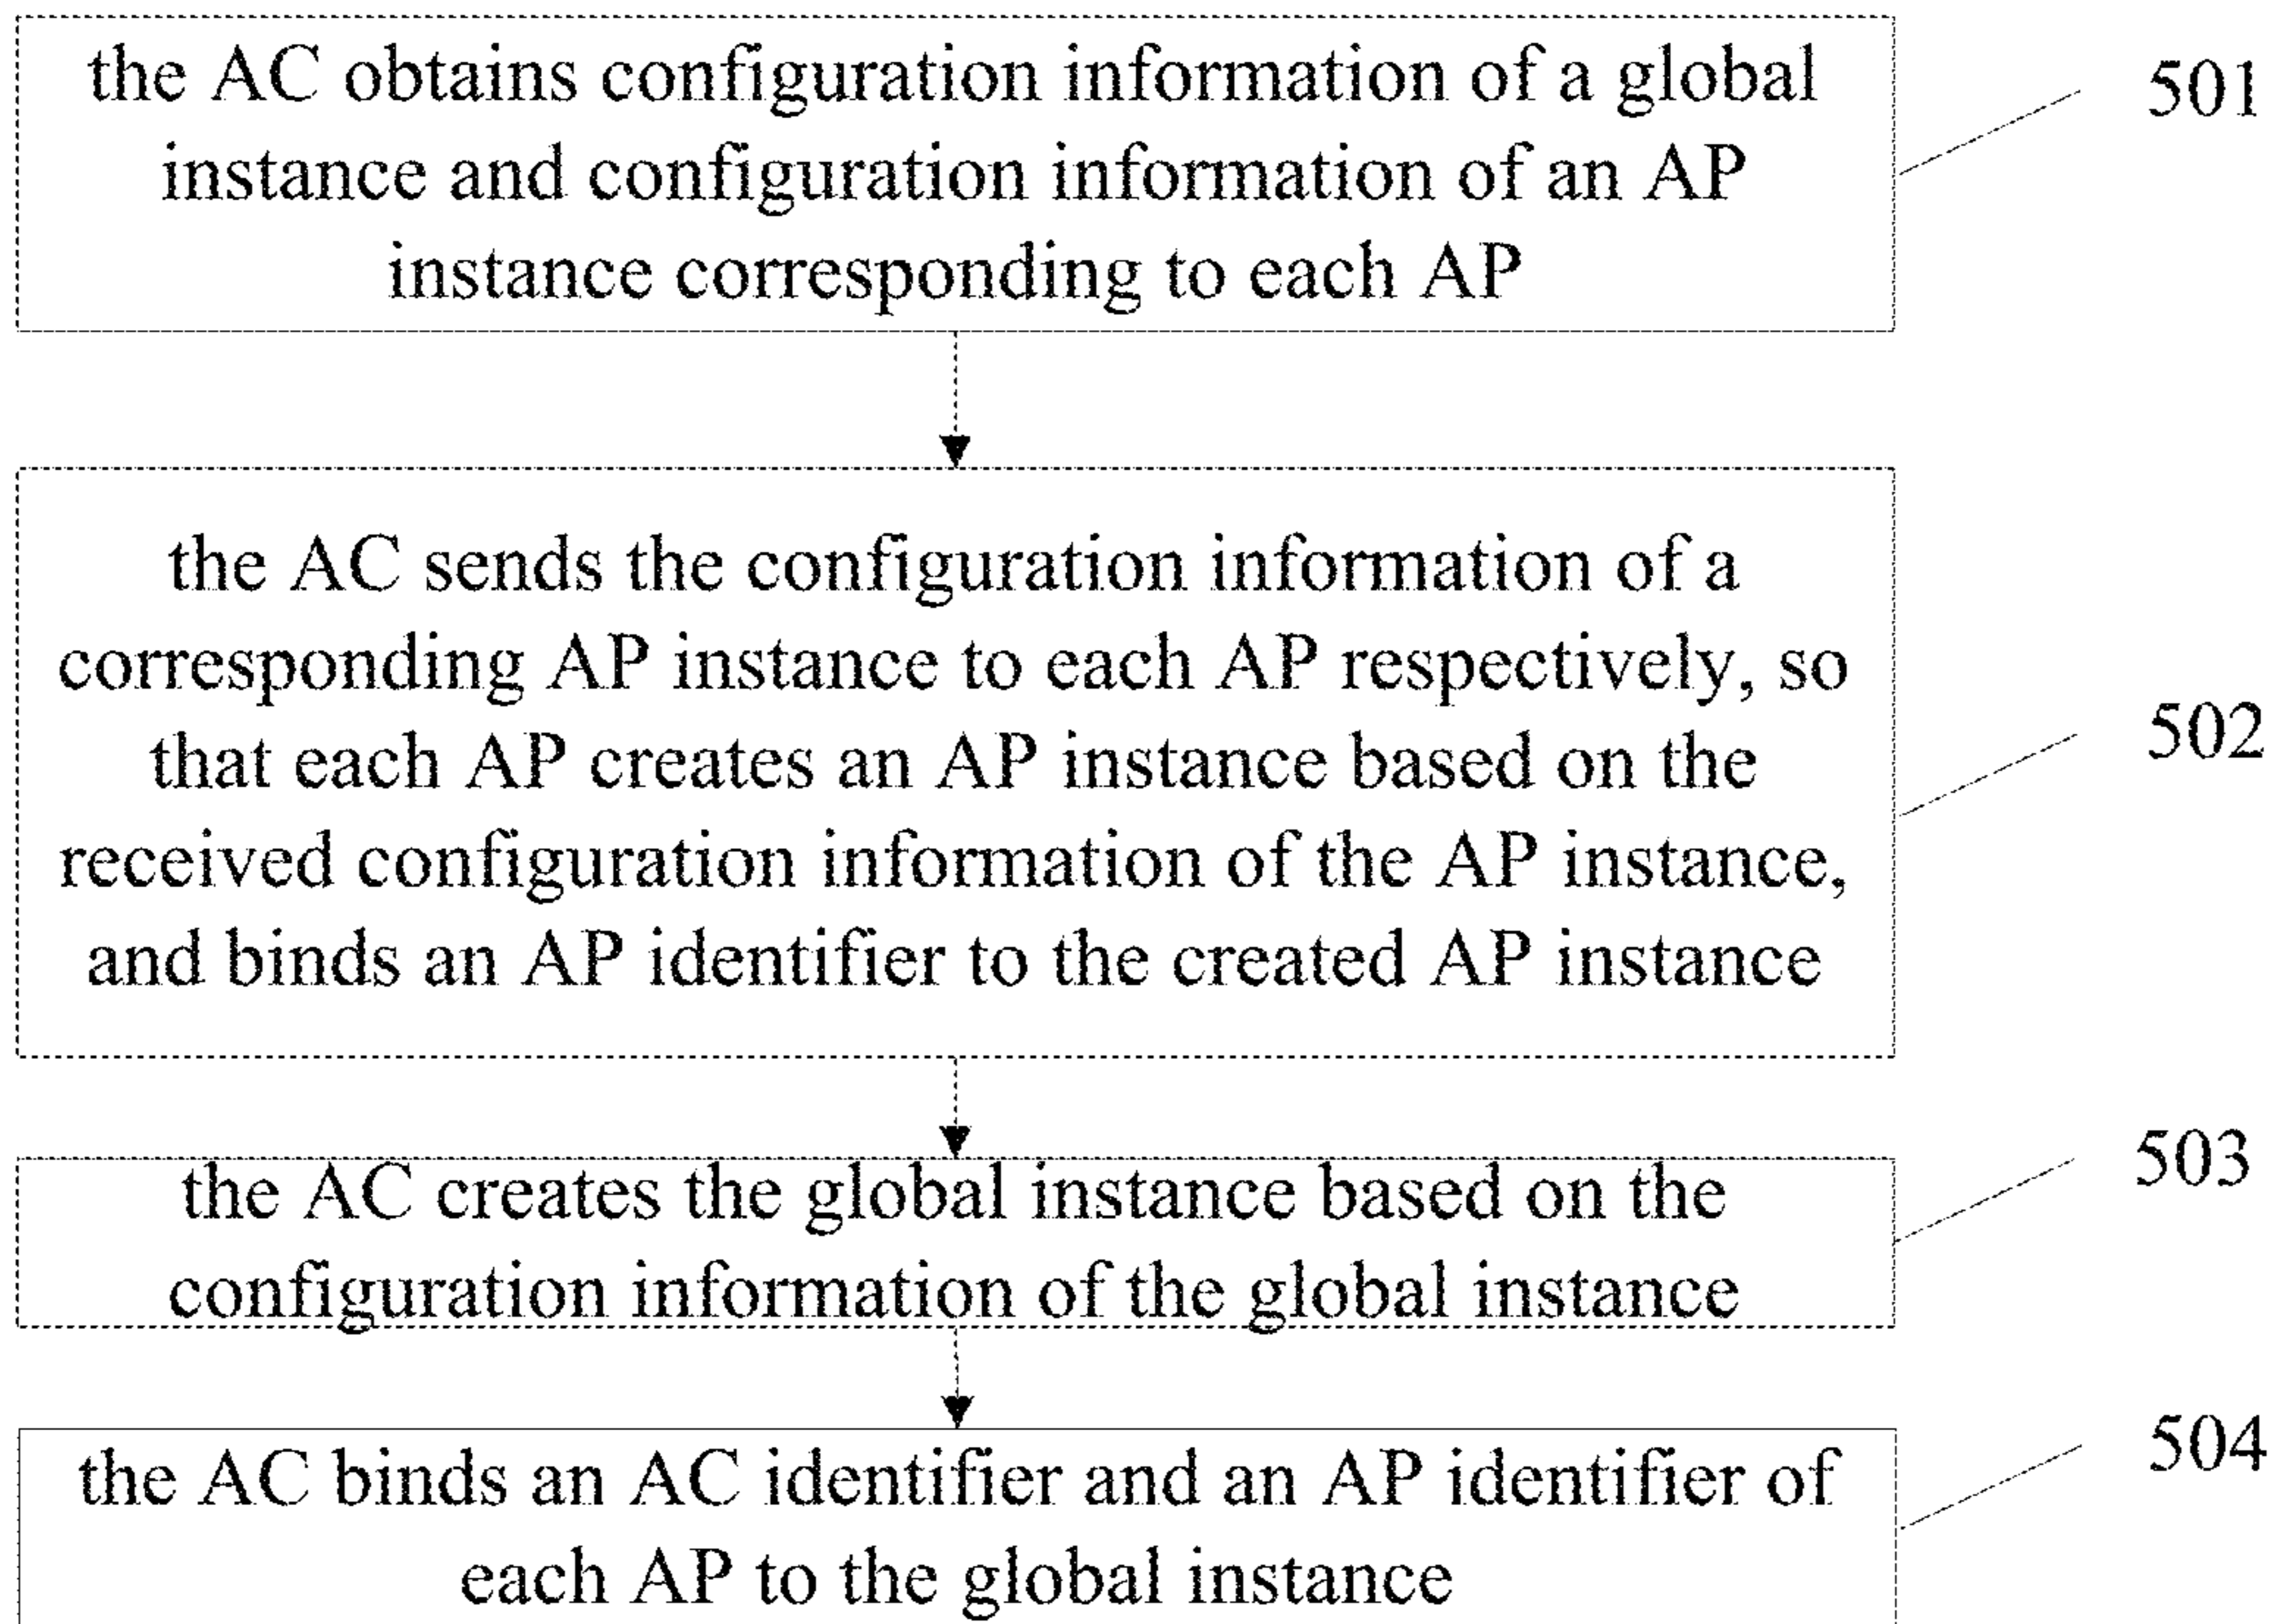 the AC obtains configuration information of a global
instance and configuration information of an AP
instance corresponding to each AP
501
the AC sends the configuration information of a
corresponding AP instance to each AP respectively, so
that each AP creates an AP instance based on the
received configuration information of the AP instance,
and binds an AP identifier to the created AP instance
502
the AC creates the global instance based on the
configuration information of the global instance
503
the AC binds an AC identifier and an AP identifier of
each AP to the global instance
504